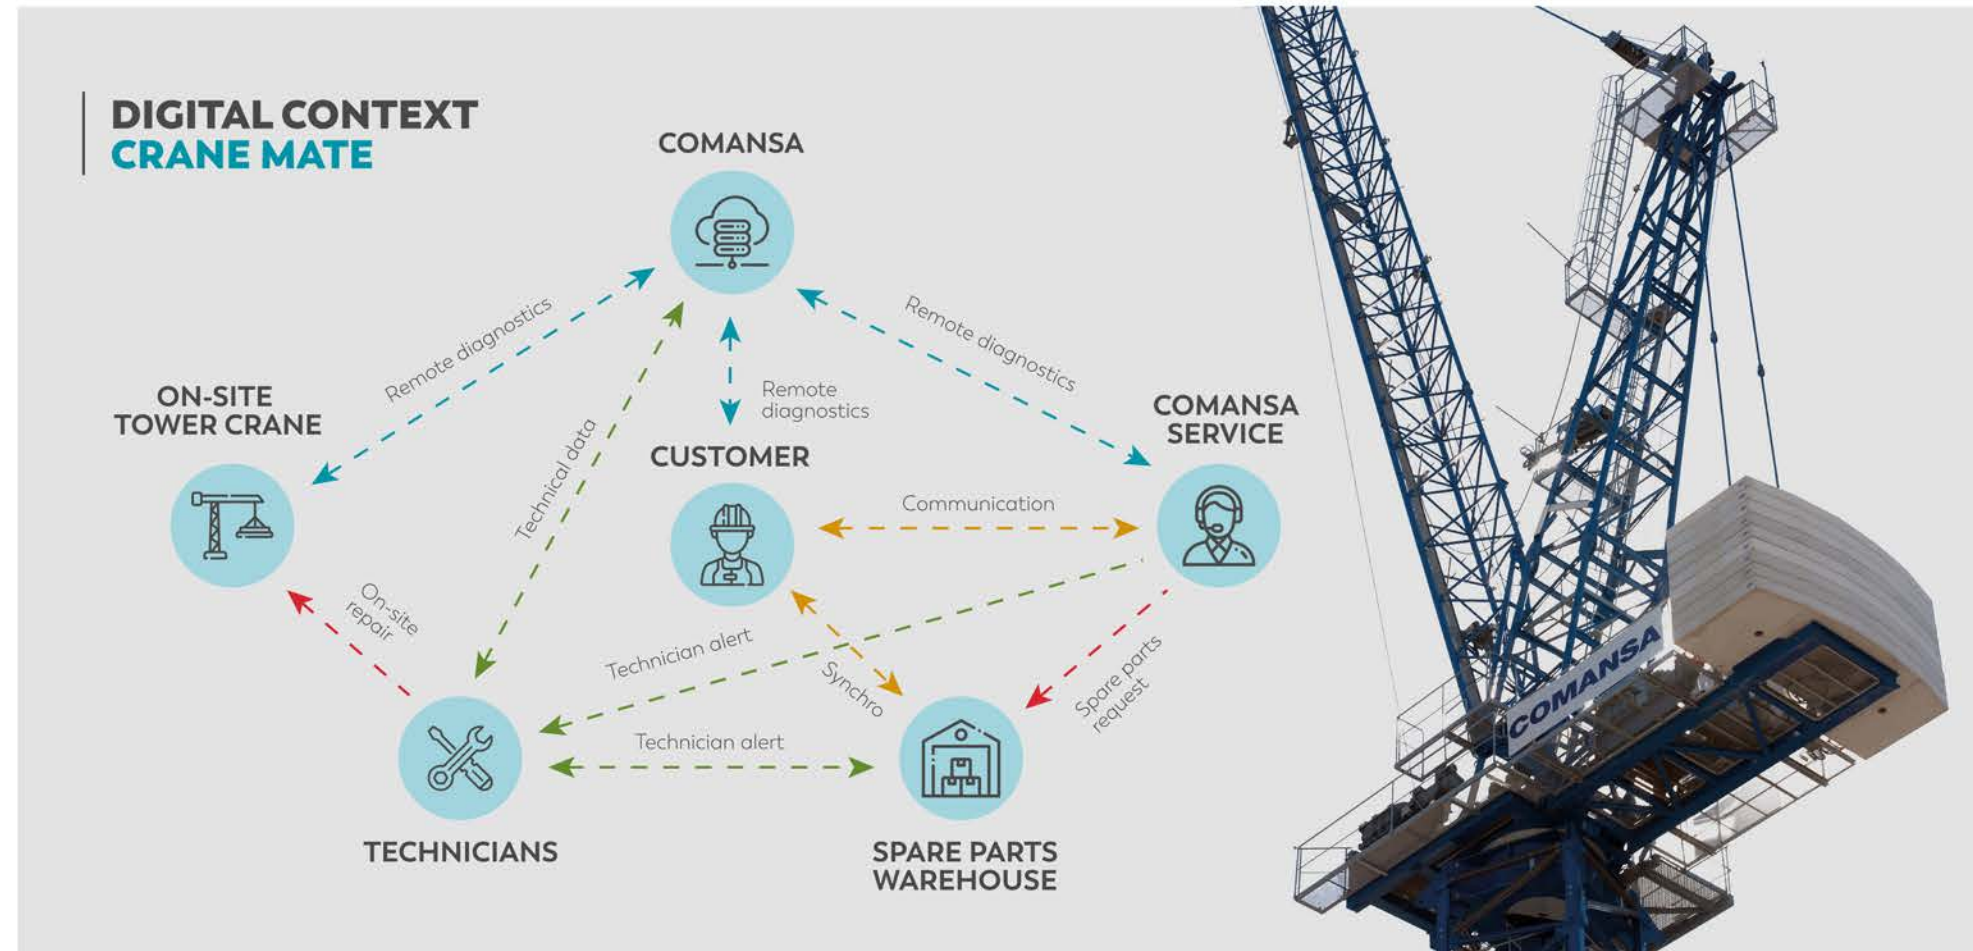 DIGITAL CONTEXT
CRANE MATE
COMANSA
Remote diagnostics
Remote diagnostics
Remote
diagnostics
Technical data
ON-SITE
TOWER CRANE
COMANSA
SERVICE
CUSTOMER
Communication
On-site
repair
Technician alert
Synchro
Spare parts
request
Technician alert
TECHNICIANS
SPARE PARTS
WAREHOUSE
COMANSA